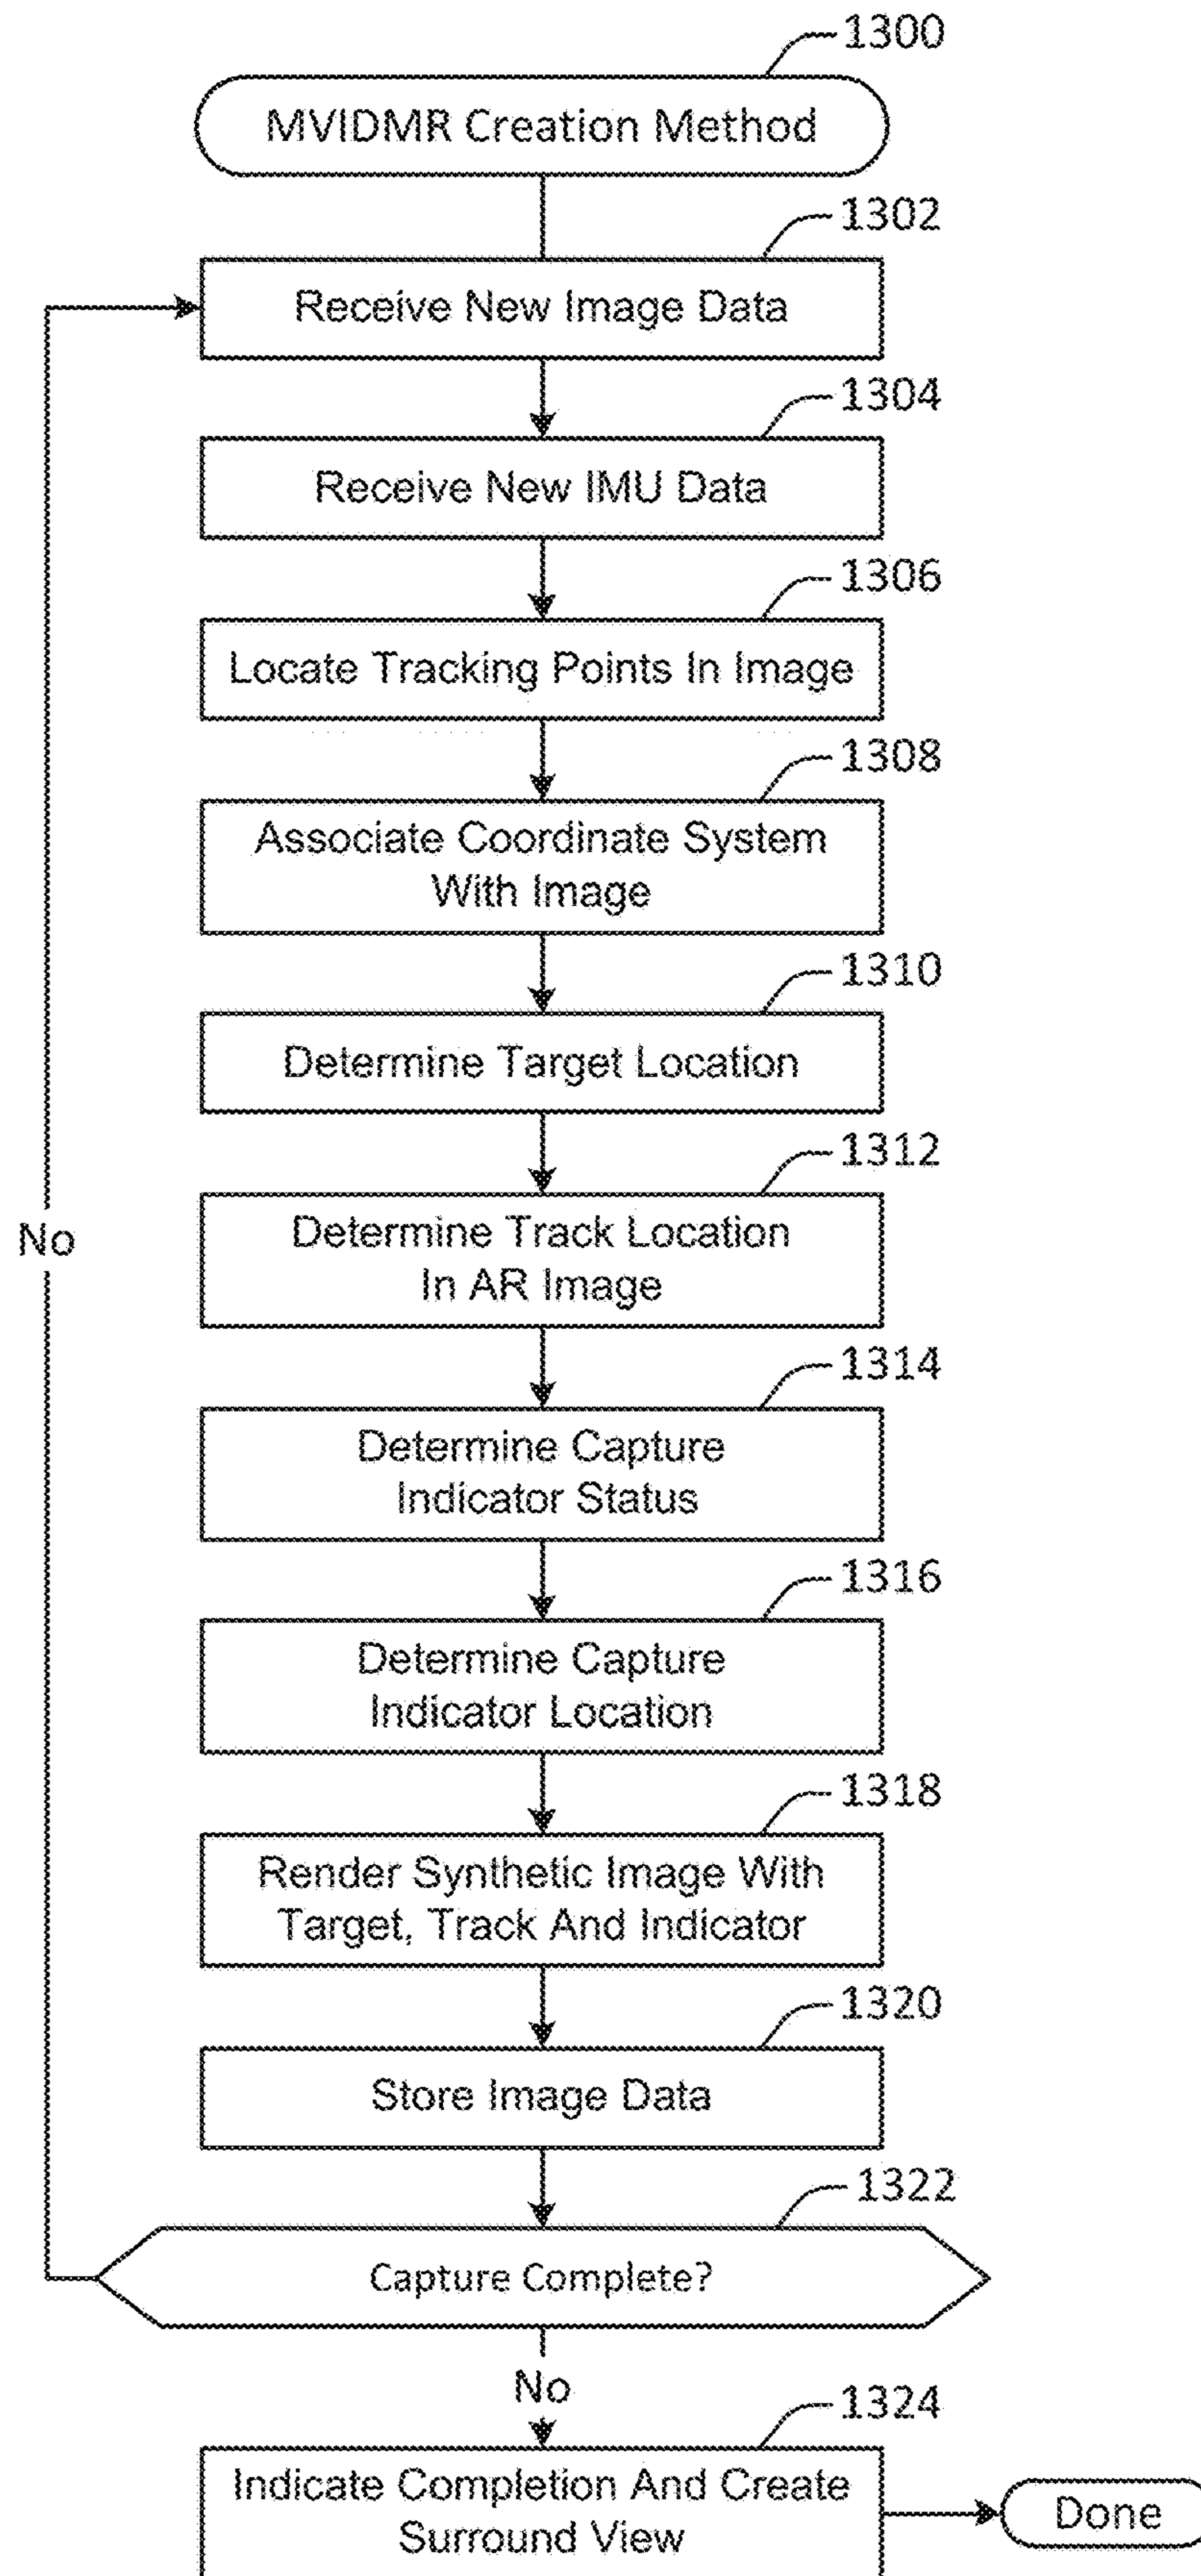 1300
MVIDMR Creation Method
1302
Receive New Image Data
1304
Receive New IMU Data
1306
Locate Tracking Points In Image
1308
Associate Coordinate System
With Image
1310
Determine Target Location
1312
Determine Track Location
In AR Image
No
1314
Determine Capture
Indicator Status
1316
Determine Capture
Indicator Location
1318
Render Synthetic Image With
Target, Track And Indicator
1320
Store Image Data
1322
Capture Complete?
No
1324
Indicate Completion And Create
Surround View
Done